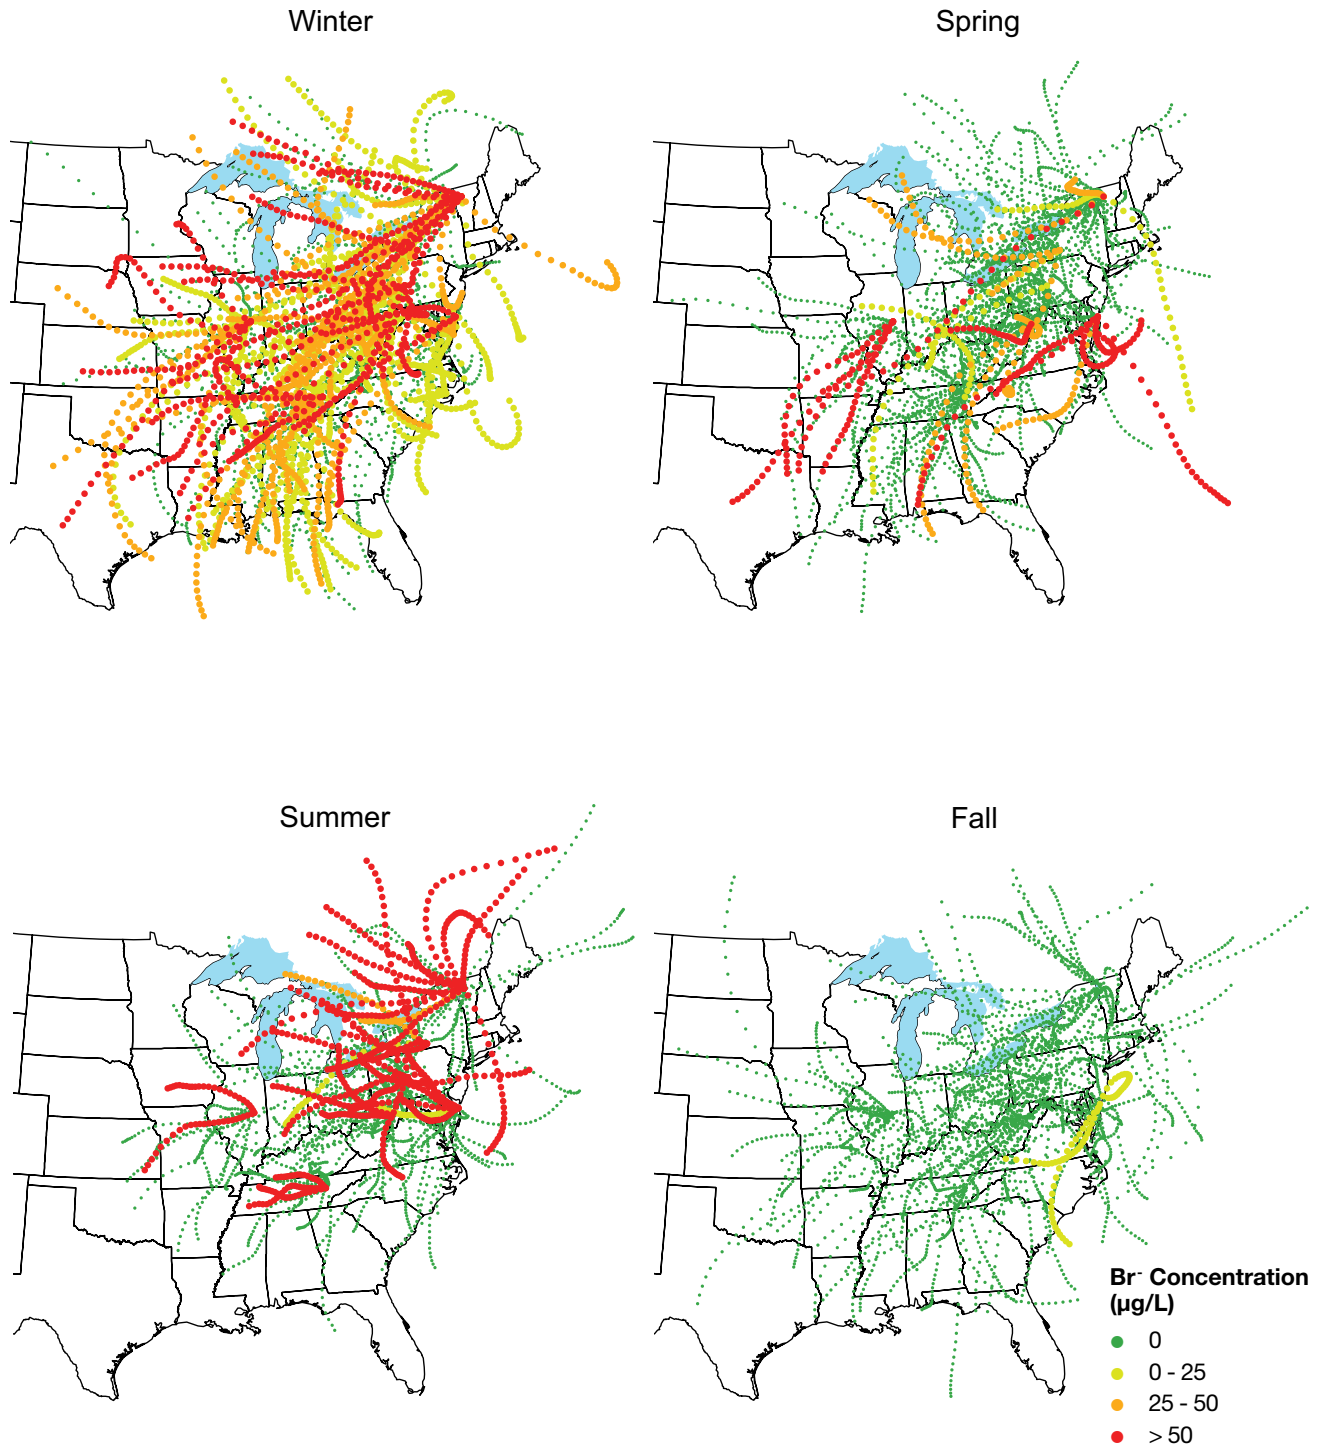 Winter
Spring
Summer
Fall
Br⁻ Concentration
(µg/L)
0
0 - 25
25 - 50
> 50